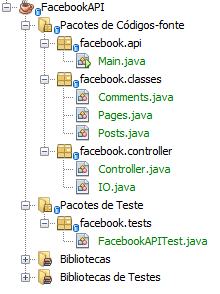 FacebookAPI
Pacotes de Códigos-fonte
facebook.api
Main.java
facebook.classes
Comments.java
Pages.java
Posts.java
facebook.controller
Controller.java
IO.java
Pacotes de Teste
facebook.tests
FacebookAPITest.java
Bibliotecas
Bibliotecas de Testes